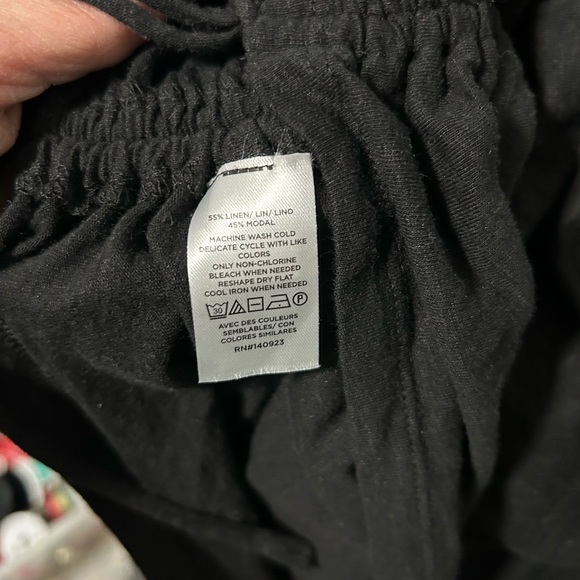 55% LINEN/ LIN/ LINO
45% MODAL
MACHINE WASH COLD
DELICATE CYCLE WITH LIKE
COLORS
ONLY NON-CHLORINE
BLEACH WHEN NEEDED
RESHAPE DRY FLAT
COOL IRON WHEN NEEDED
30 P
AVEC DES COULEURS
SEMBLABLES/ CON
COLORES SIMILARES
RN#140923